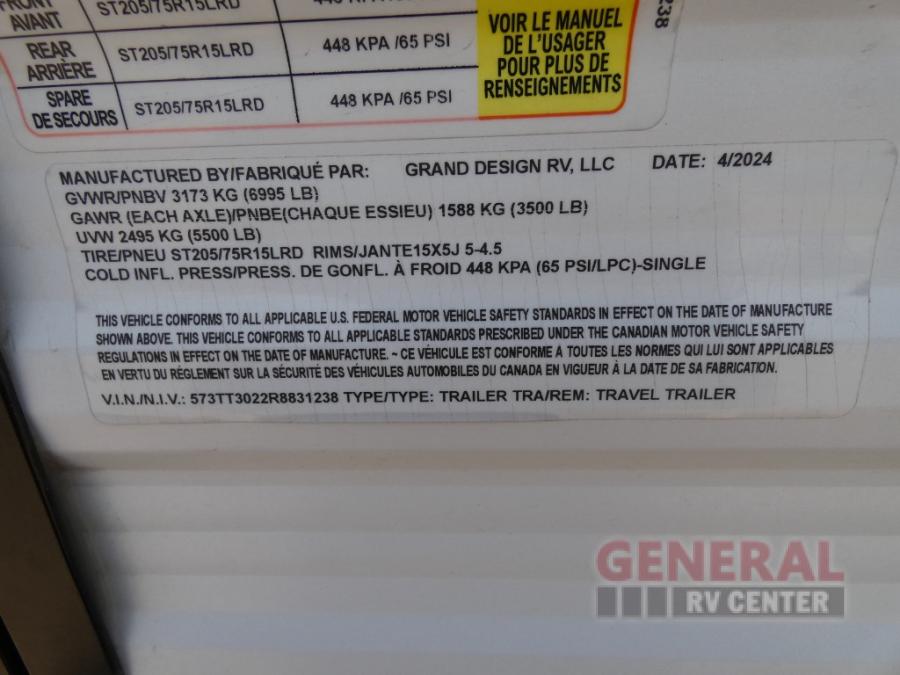 FRONT
AVANT
ST205/75R15LRD
REAR
ARRIÈRE
ST205/75R15LRD
448 KPA /65 PSI
SPARE
DE SECOURS
ST205/75R15LRD
448 KPA /65 PSI
VOIR LE MANUEL
DE L'USAGER
POUR PLUS DE
RENSEIGNEMENTS
MANUFACTURED BY/FABRIQUÉ PAR: GRAND DESIGN RV, LLC DATE: 4/2024
GVWR/PNBV 3173 KG (6995 LB)
GAWR (EACH AXLE)/PNBE(CHAQUE ESSIEU) 1588 KG (3500 LB)
UVW 2495 KG (5500 LB)
TIRE/PNEU ST205/75R15LRD RIMS/JANTE15X5J 5-4.5
COLD INFL. PRESS/PRESS. DE GONFL. À FROID 448 KPA (65 PSI/LPC)-SINGLE
THIS VEHICLE CONFORMS TO ALL APPLICABLE U.S. FEDERAL MOTOR VEHICLE SAFETY STANDARDS IN EFFECT ON THE DATE OF MANUFACTURE
SHOWN ABOVE. THIS VEHICLE CONFORMS TO ALL APPLICABLE STANDARDS PRESCRIBED UNDER THE CANADIAN MOTOR VEHICLE SAFETY
REGULATIONS IN EFFECT ON THE DATE OF MANUFACTURE. ~ CE VÉHICULE EST CONFORME À TOUTES LES NORMES QUI LUI SONT APPLICABLES
EN VERTU DU RÉGLEMENT SUR LA SÉCURITÉ DES VÉHICULES AUTOMOBILES DU CANADA EN VIGUEUR À LA DATE DE SA FABRICATION.
V.I.N./N.I.V.: 573TT3022R8831238 TYPE/TYPE: TRAILER TRA/REM: TRAVEL TRAILER
GENERAL
RV CENTER